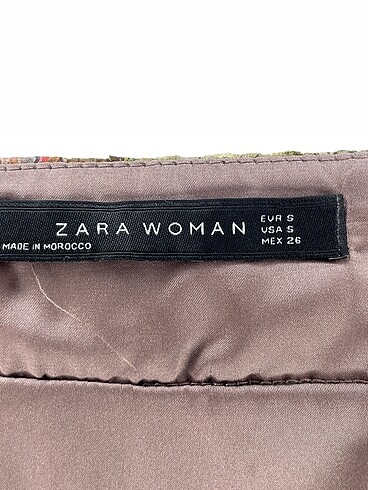 ZARA WOMAN
EUR S
USA S
MEX 26
MADE IN MOROCCO